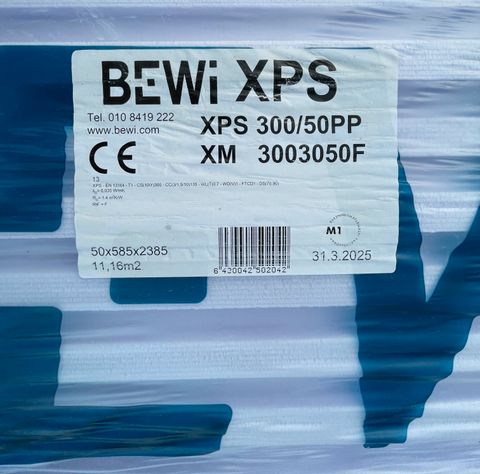 BEWi XPS
Tel. 010 8419 222
www.bewi.com
XPS 300/50PP
XM 3003050F
CE
13
50x585x2385
11,16m2
6 430042 502042
M1
31.3.2025